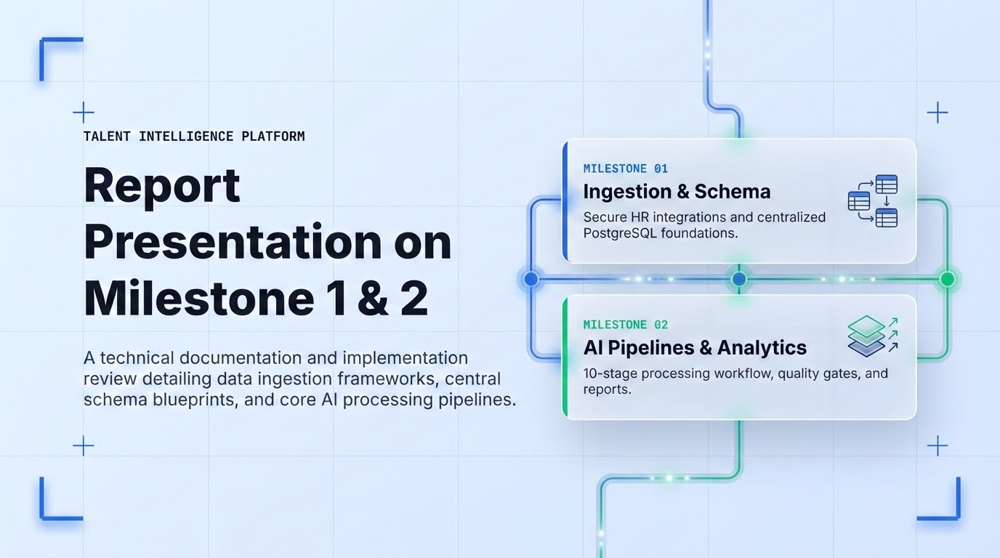 TALENT INTELLIGENCE PLATFORM
Report
Presentation on
Milestone 1 & 2
A technical documentation and implementation
review detailing data ingestion frameworks, central
schema blueprints, and core AI processing pipelines.
MILESTONE 01
Ingestion & Schema
Secure HR integrations and centralized
PostgreSQL foundations.
MILESTONE 02
AI Pipelines & Analytics
10-stage processing workflow, quality gates, and
reports.